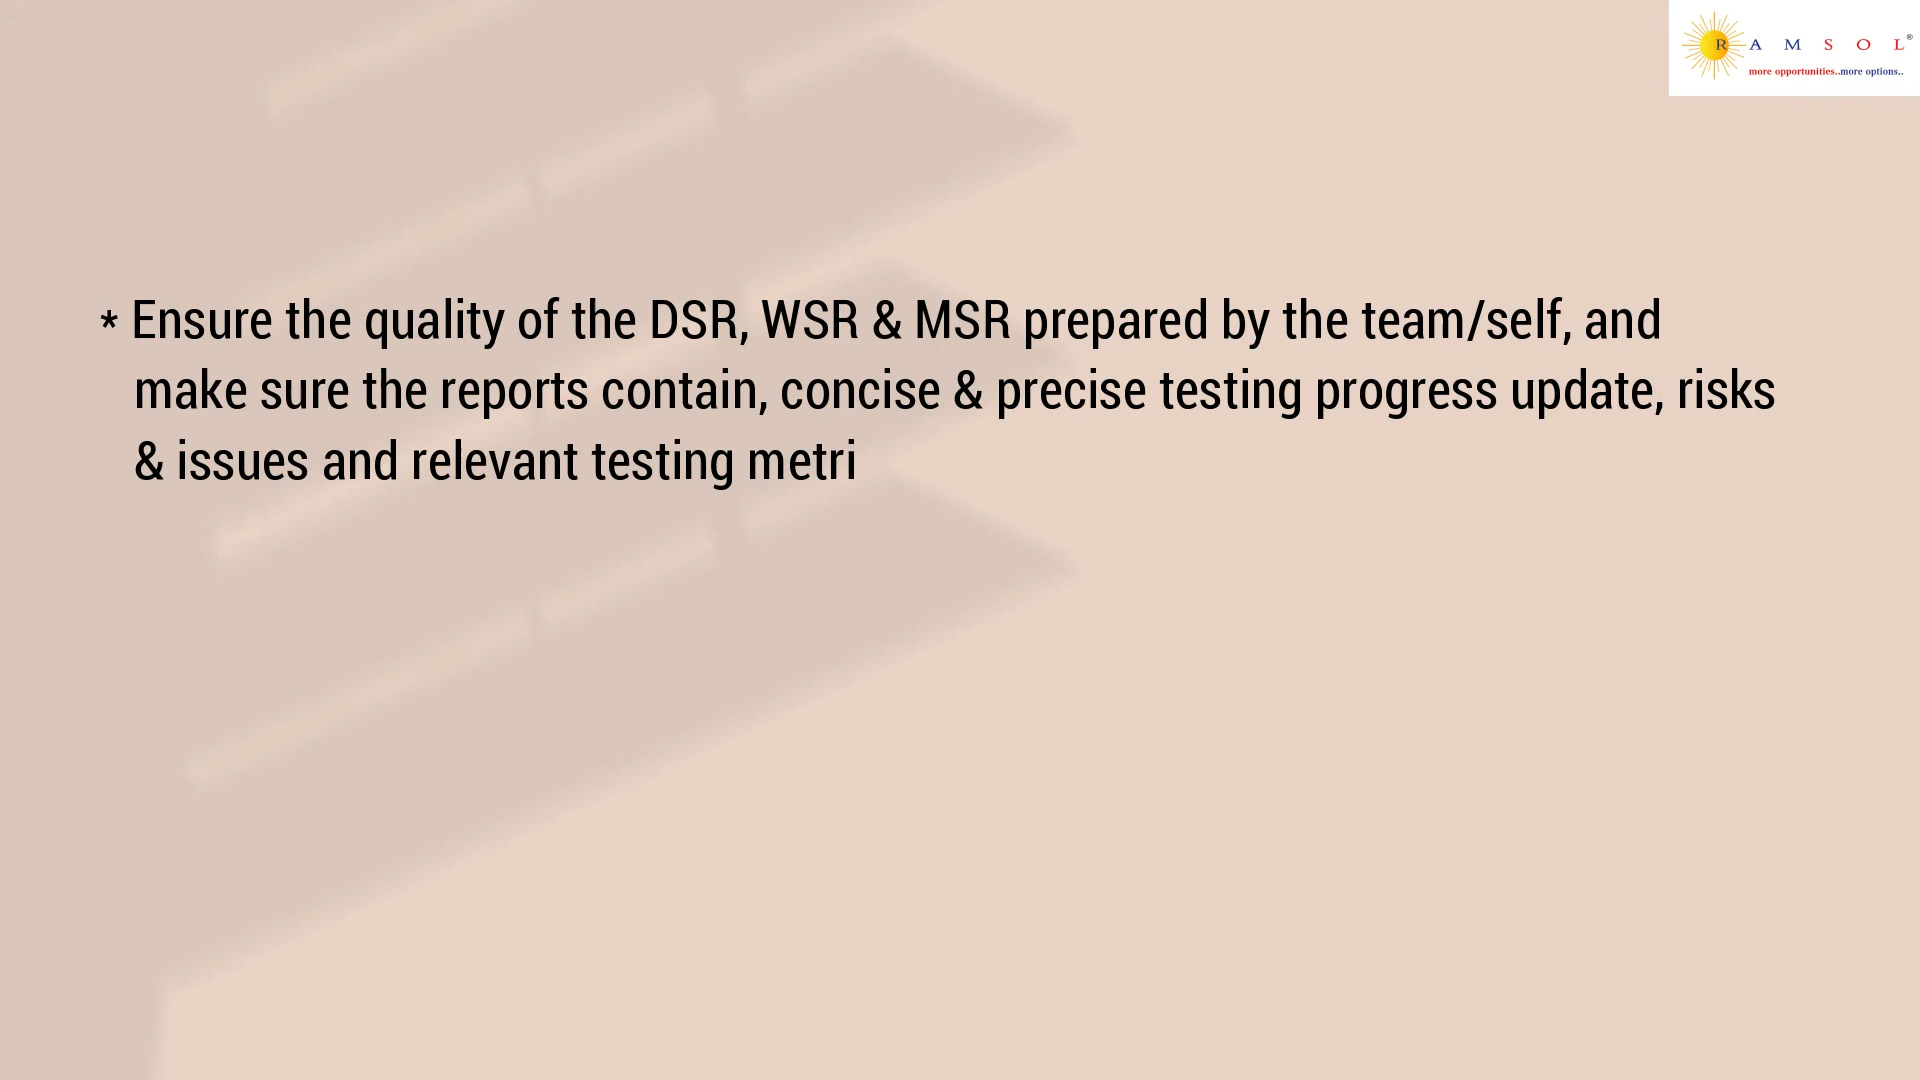 R A M S O L®
more opportunities..more options..
* Ensure the quality of the DSR, WSR & MSR prepared by the team/self, and
make sure the reports contain, concise & precise testing progress update, risks
& issues and relevant testing metri